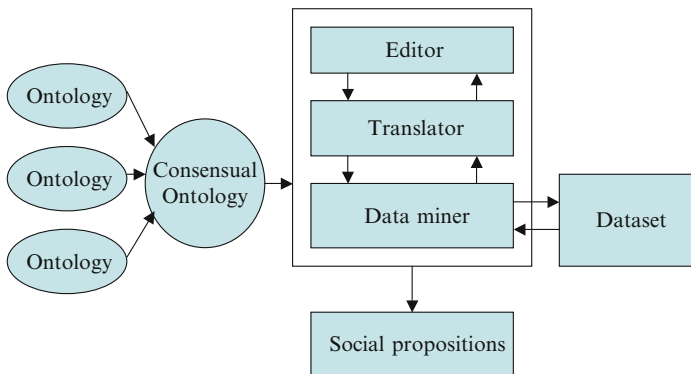 Editor
Ontology
Translator
Consensual
Ontology
Ontology
Data miner
Dataset
Ontology
Social propositions